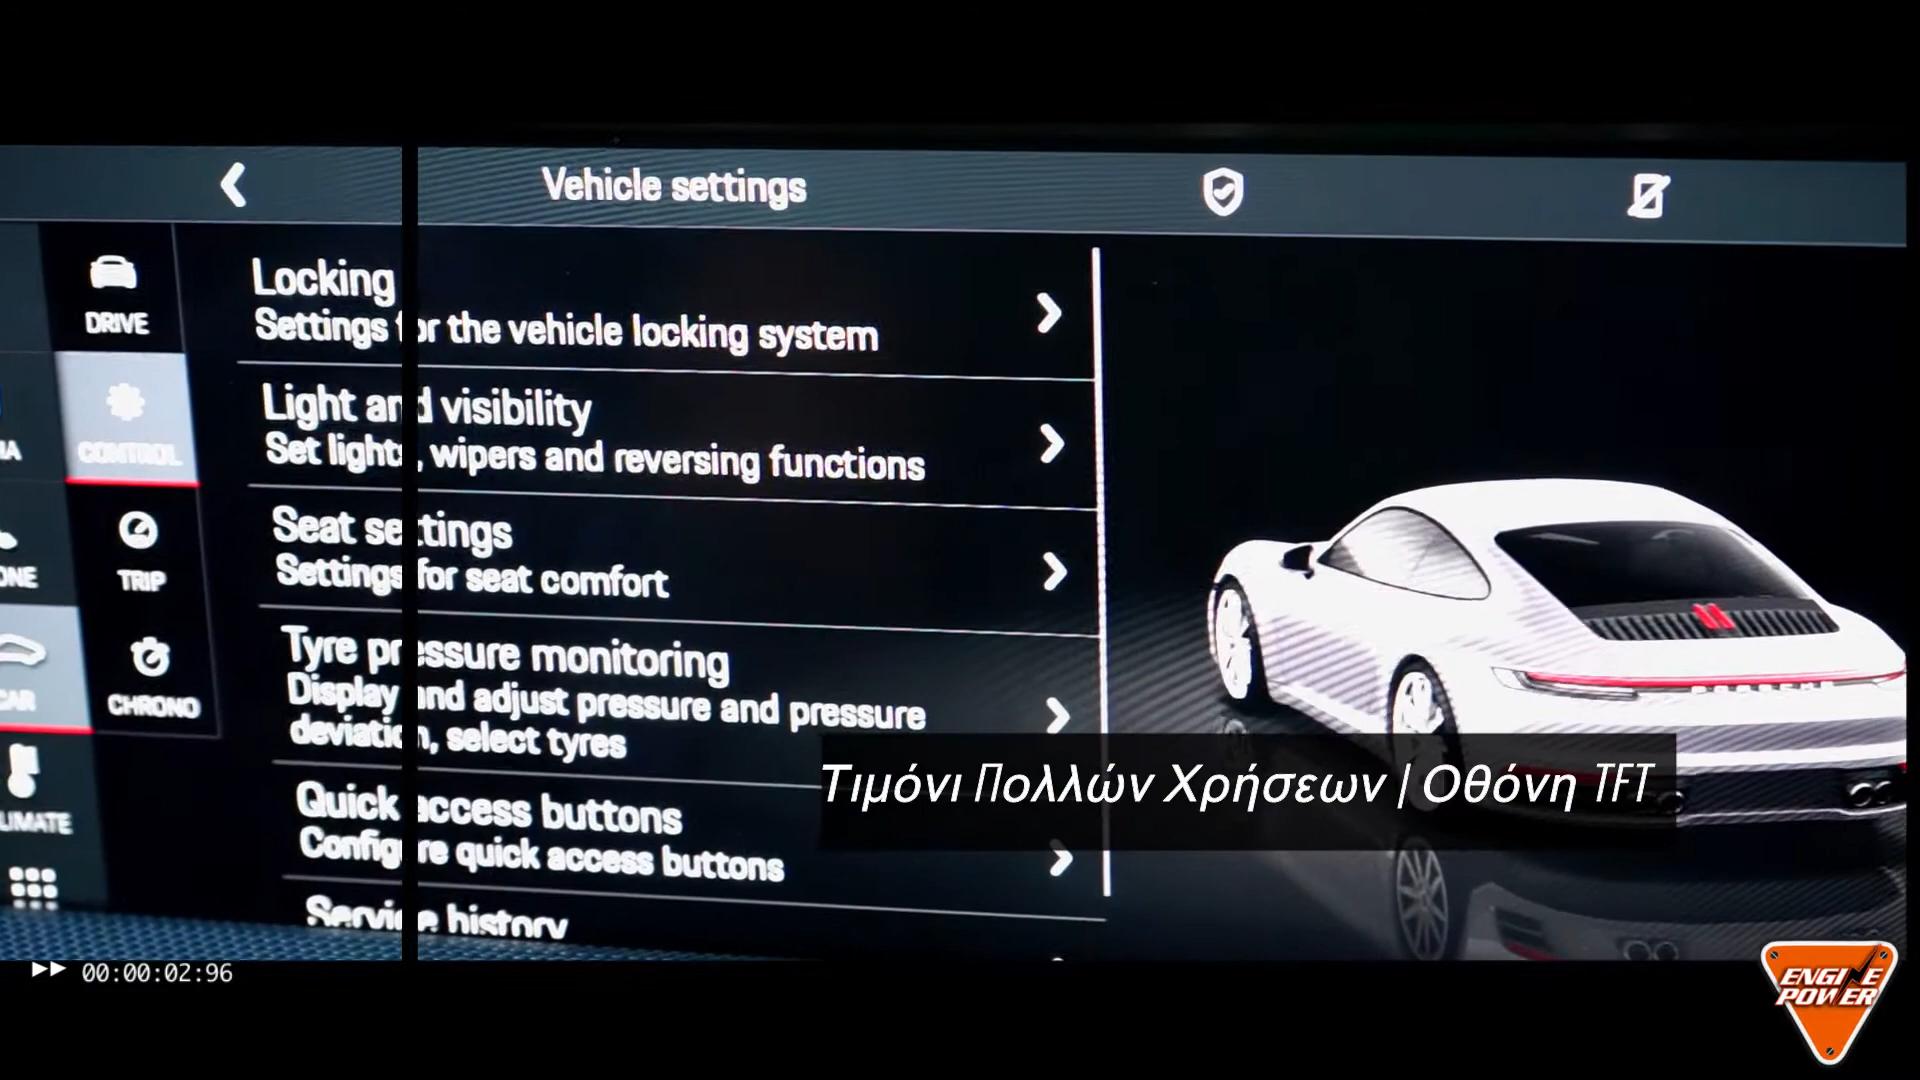 Vehicle settings
DRIVE
CONTROL
TRIP
CHRONO
CAR
Locking
Settings for the vehicle locking system
Light and visibility
Set lights, wipers and reversing functions
Seat settings
Settings for seat comfort
Tyre pressure monitoring
Display and adjust pressure and pressure
deviation, select tyres
Quick access buttons
Configure quick access buttons
Service history
PORSCHE
Τιμόνι Πολλών Χρήσεων | Οθόνη TFT
00:00:02:96
ENGINE
POWER